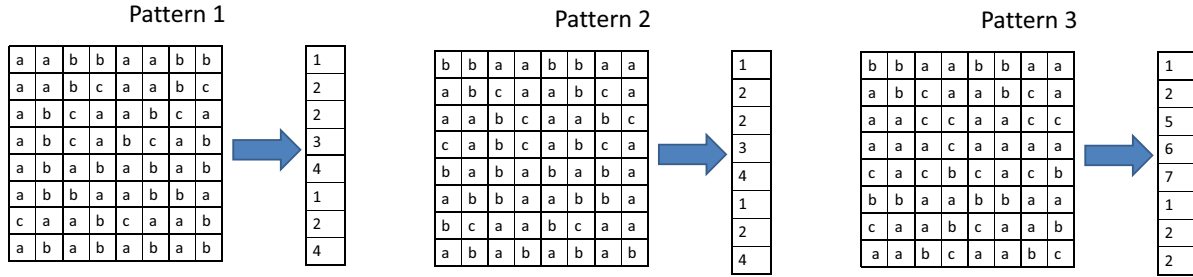 Pattern 1
a a b b a a b b
a a b c a a b c
a b c a a b c a
a b c a b c a b
a b a b a b a b
a b b a a b b a
c a a b c a a b
a b a b a b a b
1
2
2
3
4
1
2
4
Pattern 2
b b a a b b a a
a b c a a b c a
a a b c a a b c
c a b c a b c a
b a b a b a b a
a b b a a b b a
b c a a b c a a
a b a b a b a b
1
2
2
3
4
1
2
4
Pattern 3
b b a a b b a a
a b c a a b c a
a a c c a a c c
a a a c a a a a
c a c b c a c b
b b a a b b a a
c a a b c a a b
a a b c a a b c
1
2
5
6
7
1
2
2